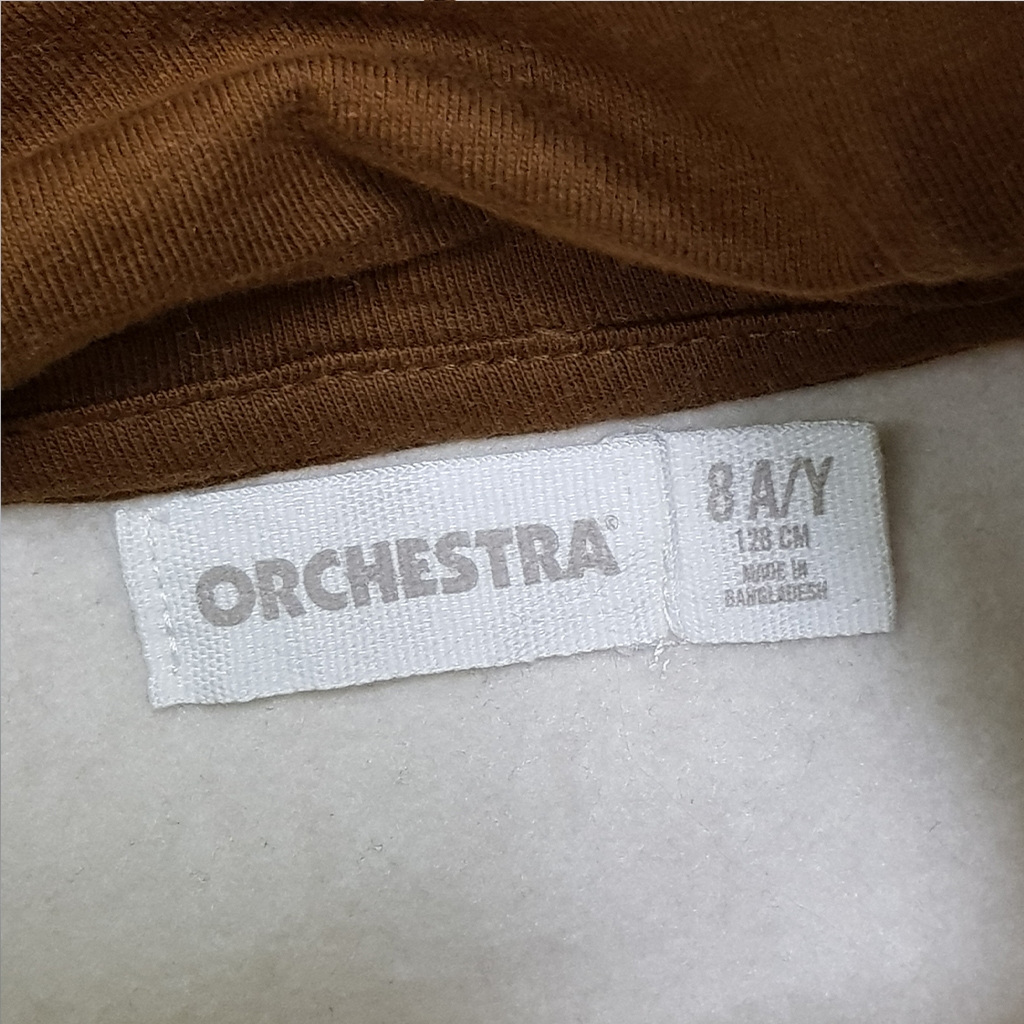 ORCHESTRA®
8 A/Y
128 CM
MADE IN
BANGLADESH